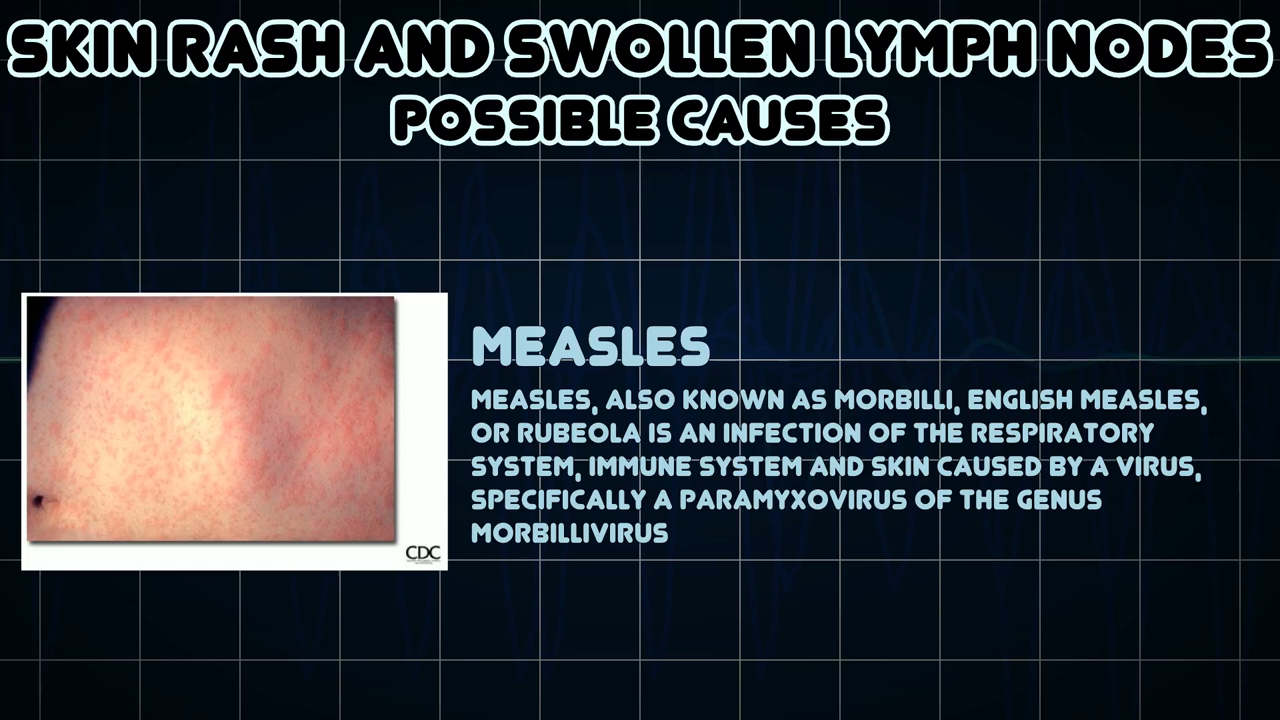 SKIN RASH AND SWOLLEN LYMPH NODES
POSSIBLE CAUSES
MEASLES
MEASLES, ALSO KNOWN AS MORBILLI, ENGLISH MEASLES,
OR RUBEOLA IS AN INFECTION OF THE RESPIRATORY
SYSTEM, IMMUNE SYSTEM AND SKIN CAUSED BY A VIRUS,
SPECIFICALLY A PARAMYXOVIRUS OF THE GENUS
MORBILLIVIRUS
CDC